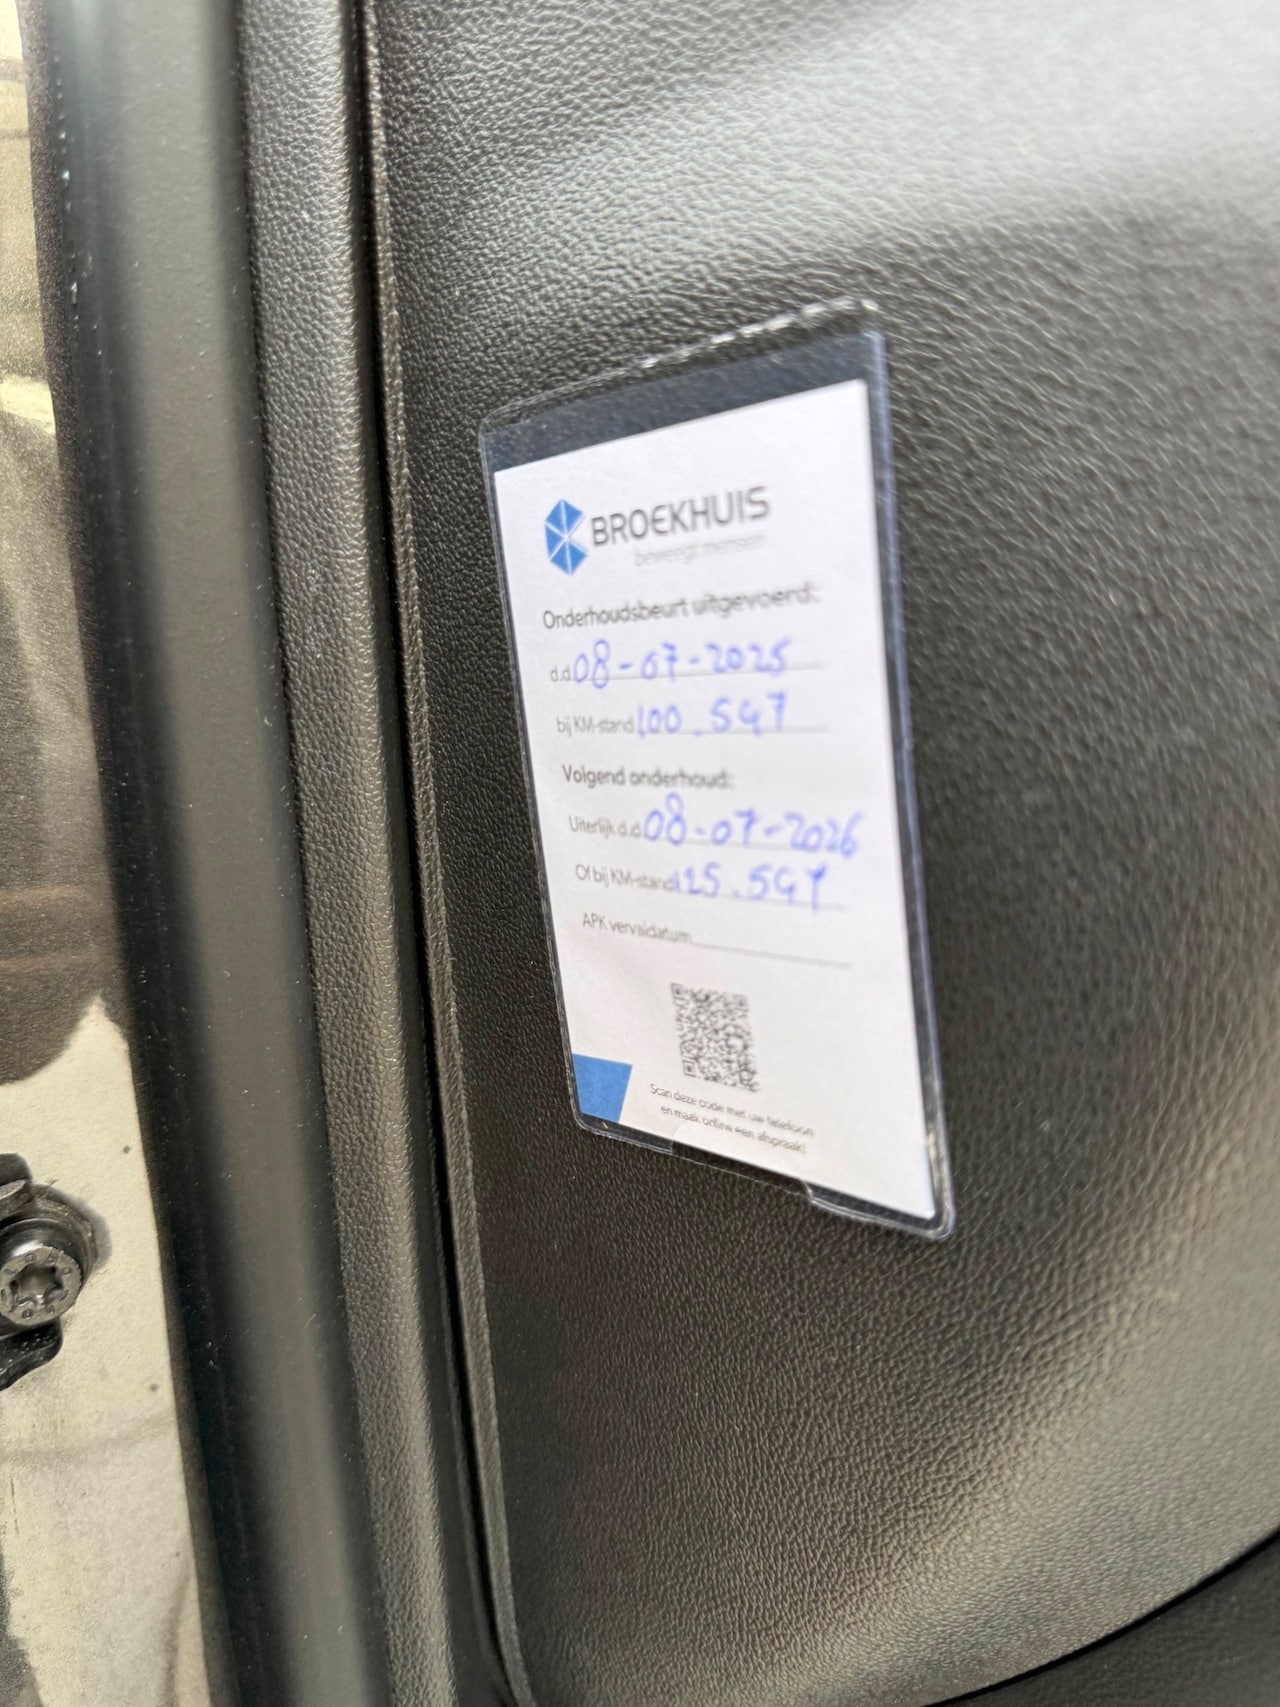 BROEKHUIS
beweegt mensen
Onderhoudsbeurt uitgevoerd:
d.d. 08-07-2025
bij KM-stand 100.547
Volgend onderhoud:
Uiterlijk d.d. 08-07-2026
Of bij KM-stand 125.547
APK vervaldatum
Scan deze code met uw telefoon
en maak online een afspraak!